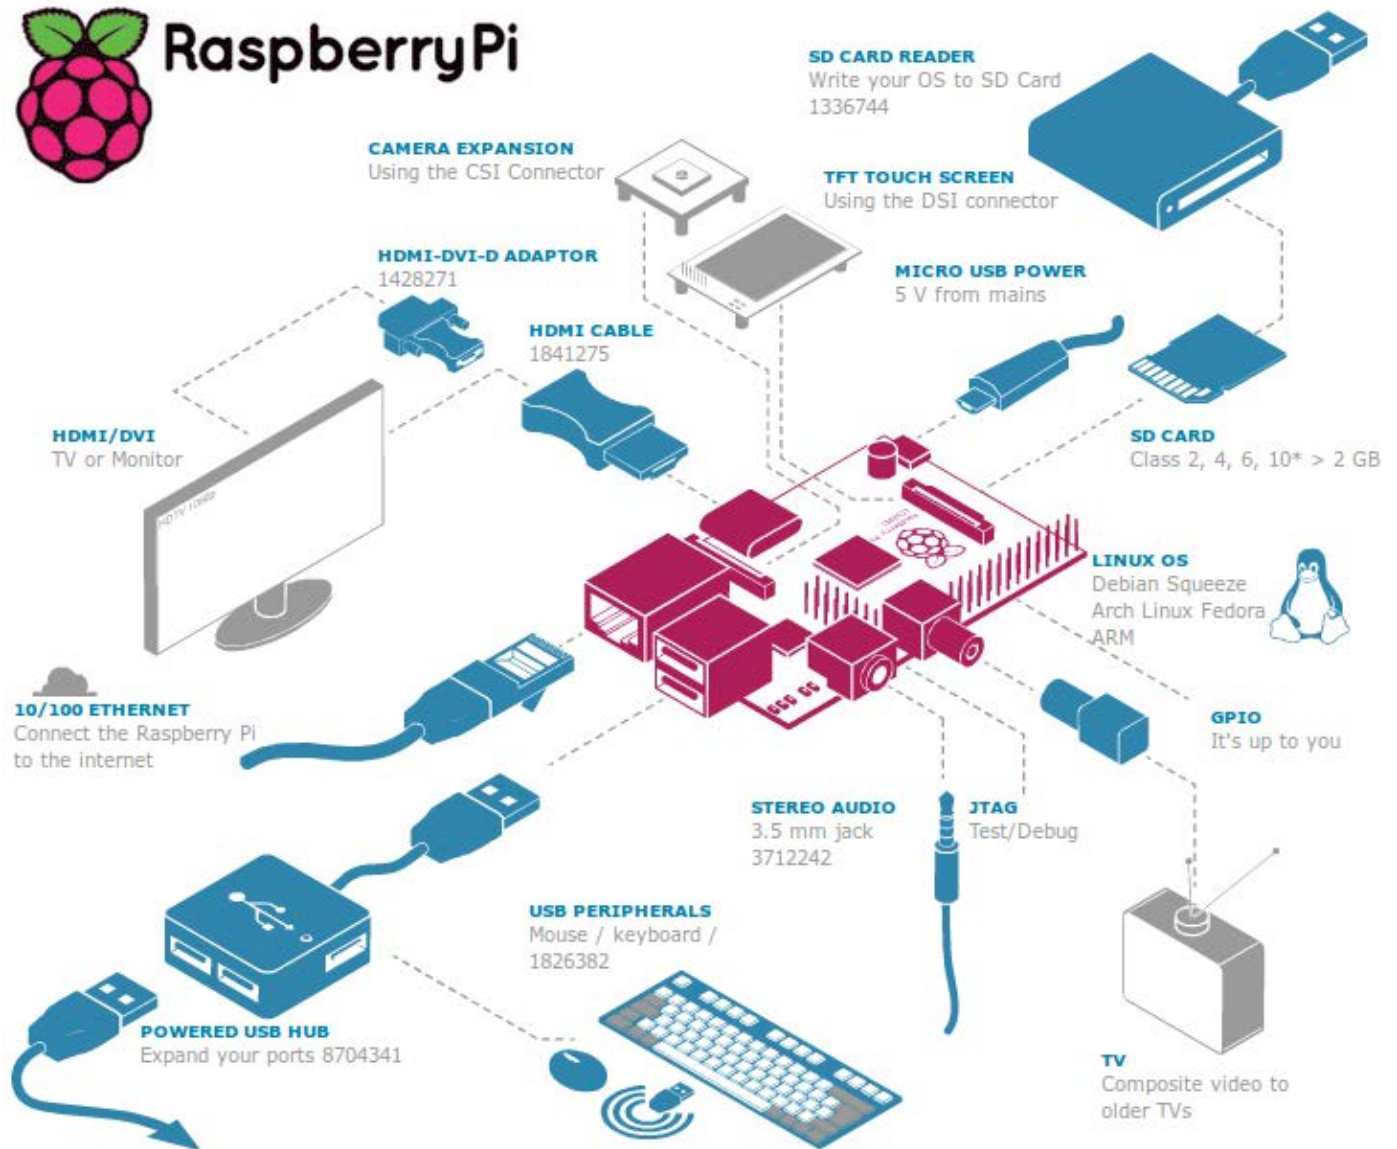 RaspberryPi
SD CARD READER
Write your OS to SD Card
1336744
CAMERA EXPANSION
Using the CSI Connector
TFT TOUCH SCREEN
Using the DSI connector
HDMI-DVI-D ADAPTOR
1428271
MICRO USB POWER
5 V from mains
HDMI CABLE
1841275
HDMI/DVI
TV or Monitor
HDTV 1080p
SD CARD
Class 2, 4, 6, 10* > 2 GB
Raspberry Pi
LINUX OS
Debian Squeeze
Arch Linux Fedora
ARM
10/100 ETHERNET
Connect the Raspberry Pi
to the internet
GPIO
It's up to you
STEREO AUDIO
3.5 mm jack
3712242
JTAG
Test/Debug
USB PERIPHERALS
Mouse / keyboard /
1826382
POWERED USB HUB
Expand your ports 8704341
TV
Composite video to
older TVs